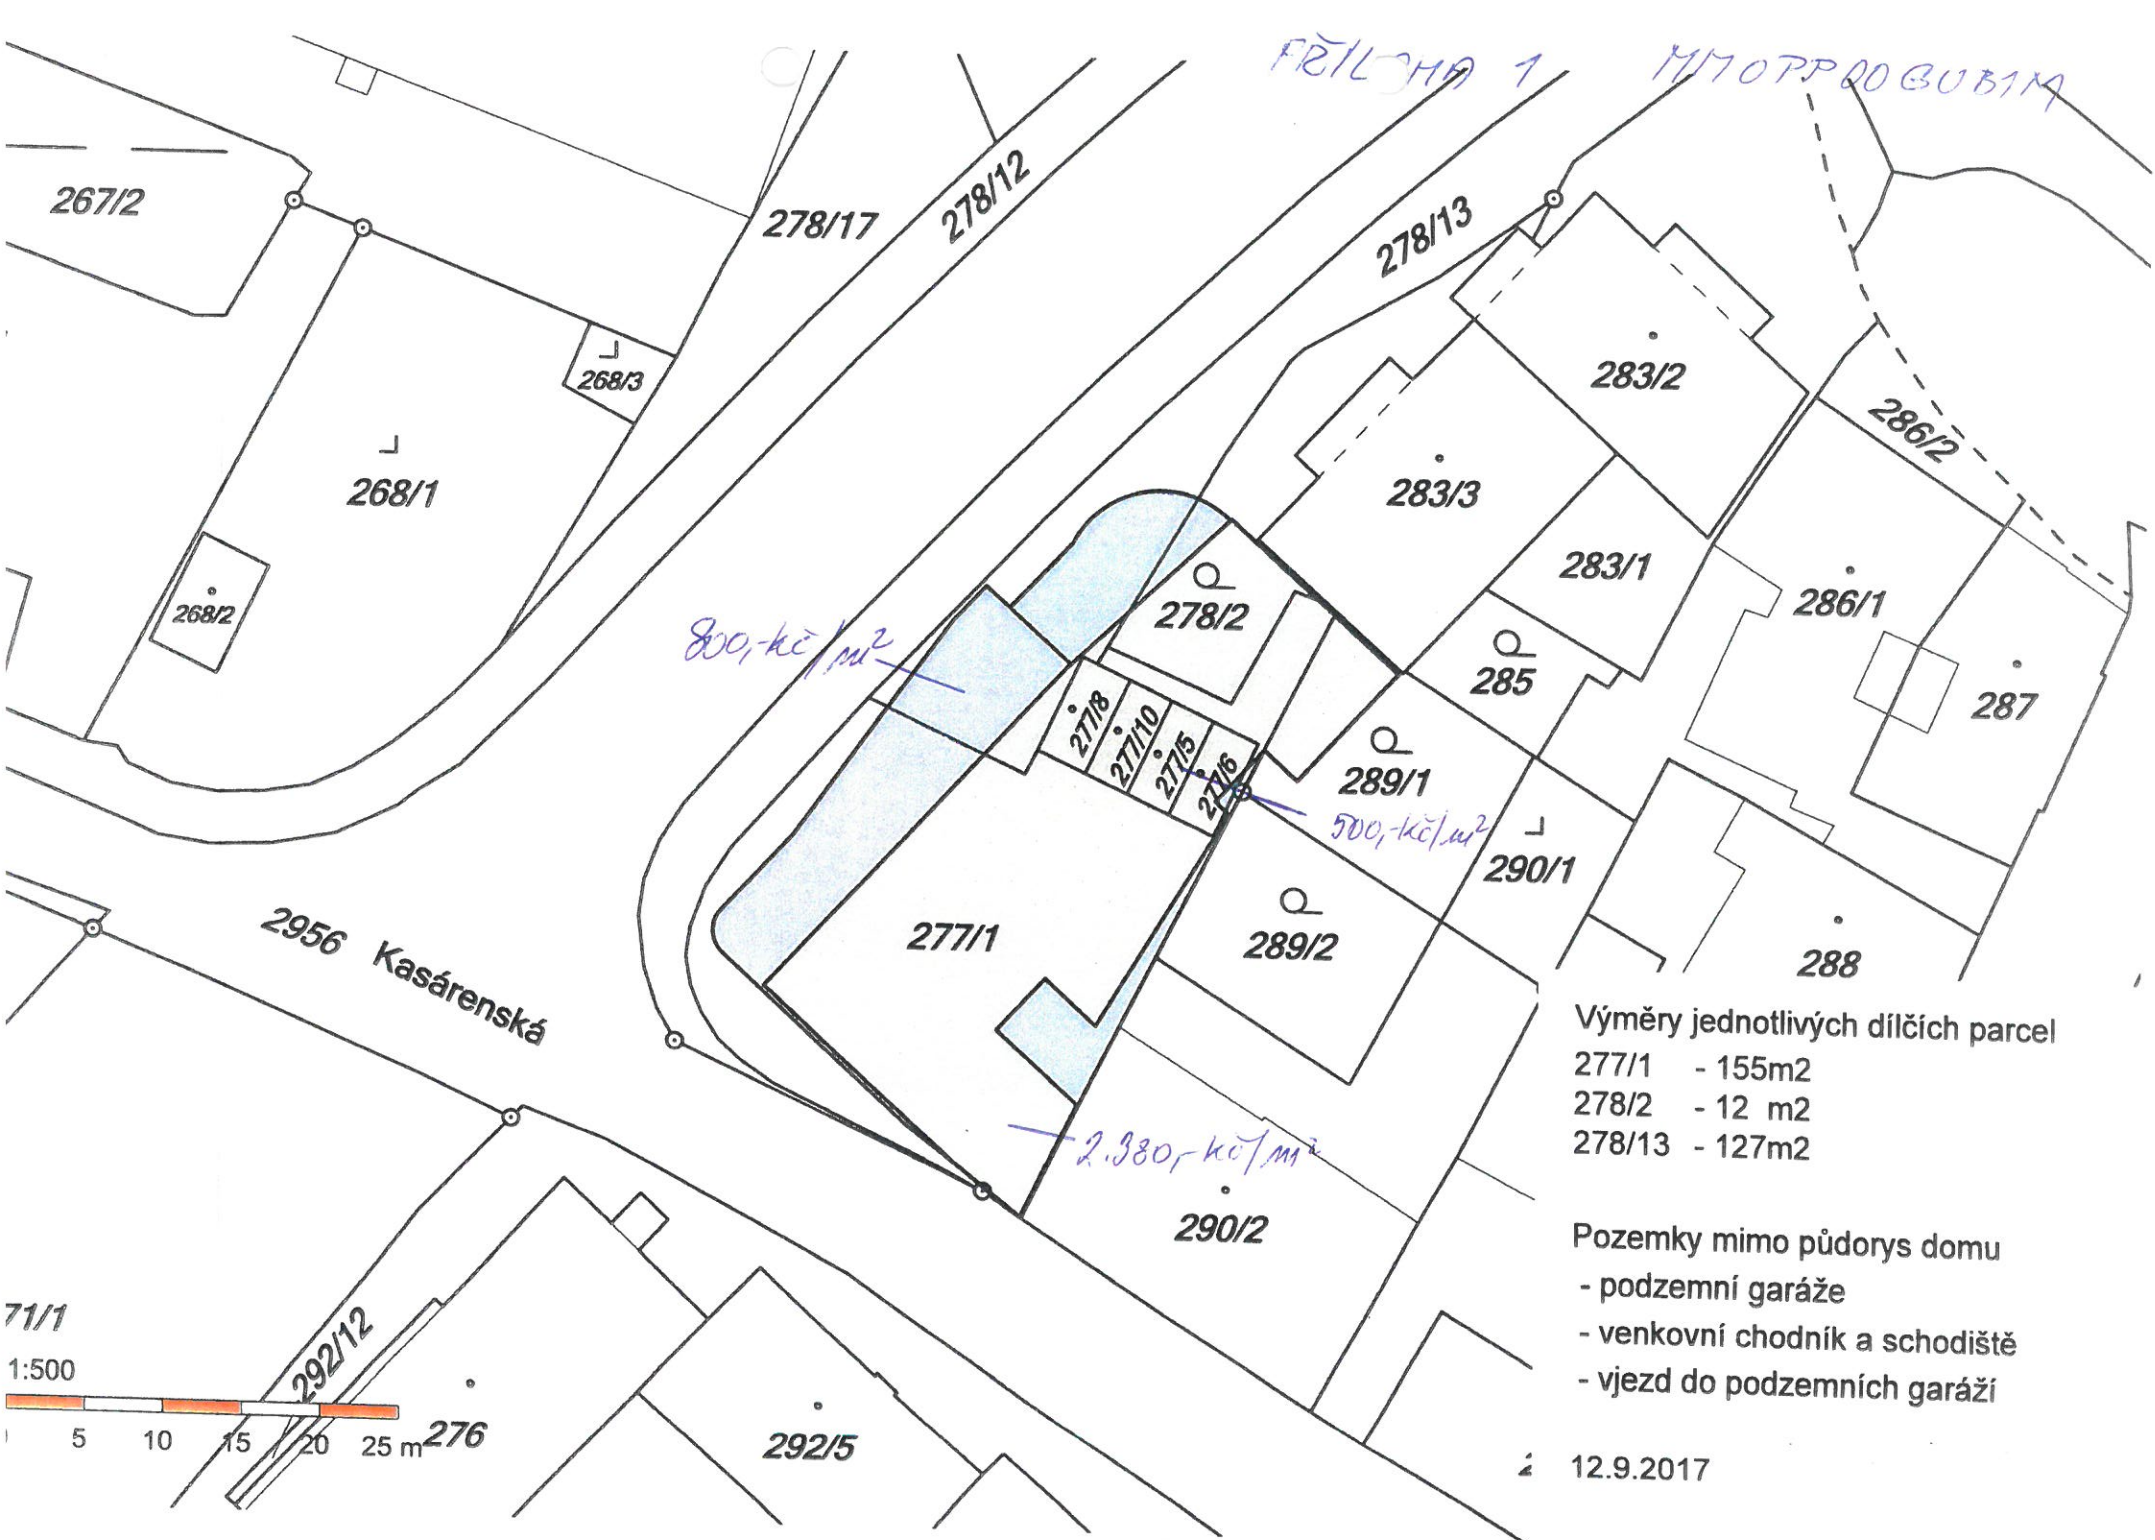 PŘÍLOHA 1 MMOPP00GUB1M
267/2
278/17
278/12
278/13
268/3
283/2
286/2
268/1
283/3
283/1
286/1
268/2
278/2
800,-kč/m²
285
287
277/8
277/10
277/5
277/6
289/1
500,-kč/m²
290/1
2956 Kasárenská
277/1
289/2
288
Výměry jednotlivých dílčích parcel
277/1 - 155m2
278/2 - 12 m2
278/13 - 127m2
2.380,-kč/m²
290/2
Pozemky mimo půdorys domu
- podzemní garáže
- venkovní chodník a schodiště
- vjezd do podzemních garáží
71/1
292/12
1:500
5 10 15 20 25 m
276
292/5
12.9.2017